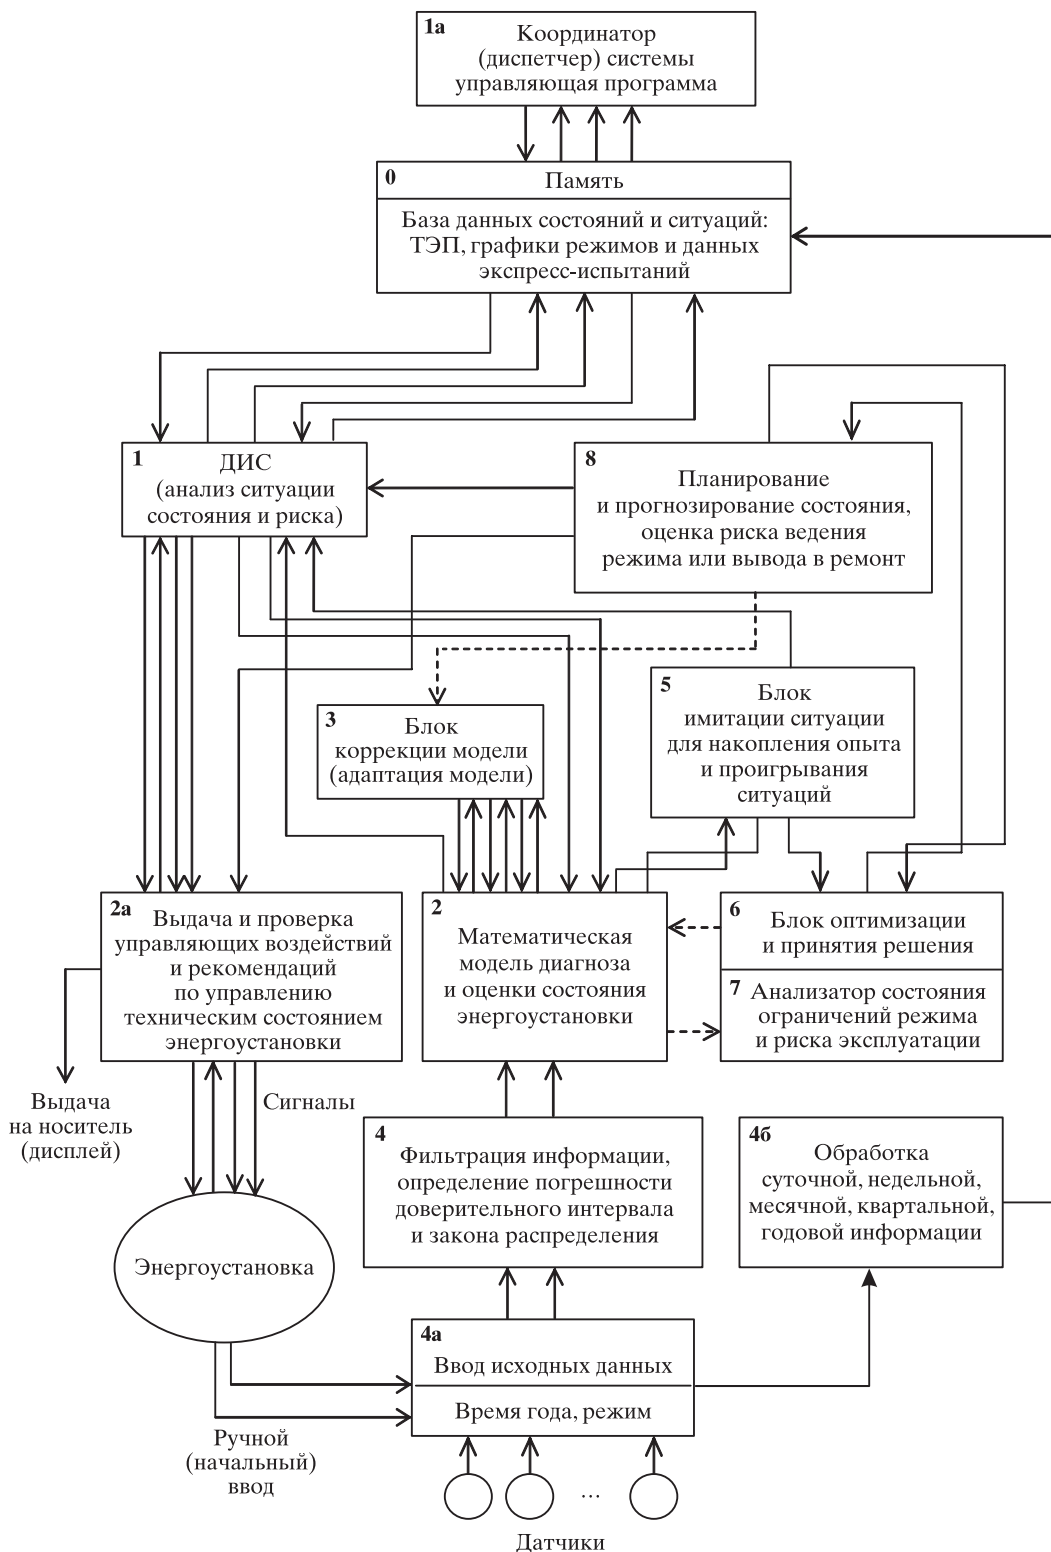 1а
Координатор
(диспетчер) системы
управляющая программа
0
Память
База данных состояний и ситуаций:
ТЭП, графики режимов и данных
экспресс-испытаний
1
ДИС
(анализ ситуации
состояния и риска)
8
Планирование
и прогнозирование состояния,
оценка риска ведения
режима или вывода в ремонт
3
Блок
коррекции модели
(адаптация модели)
5
Блок
имитации ситуации
для накопления опыта
и проигрывания
ситуаций
2а
Выдача и проверка
управляющих воздействий
и рекомендаций
по управлению
техническим состоянием
энергоустановки
2
Математическая
модель диагноза
и оценки состояния
энергоустановки
6
Блок оптимизации
и принятия решения
7
Анализатор состояния
ограничений режима
и риска эксплуатации
Выдача
на носитель
(дисплей)
Сигналы
4
Фильтрация информации,
определение погрешности
доверительного интервала
и закона распределения
4б
Обработка
суточной, недельной,
месячной, квартальной,
годовой информации
Энергоустановка
4а
Ввод исходных данных
Время года, режим
Ручной
(начальный)
ввод
...
Датчики